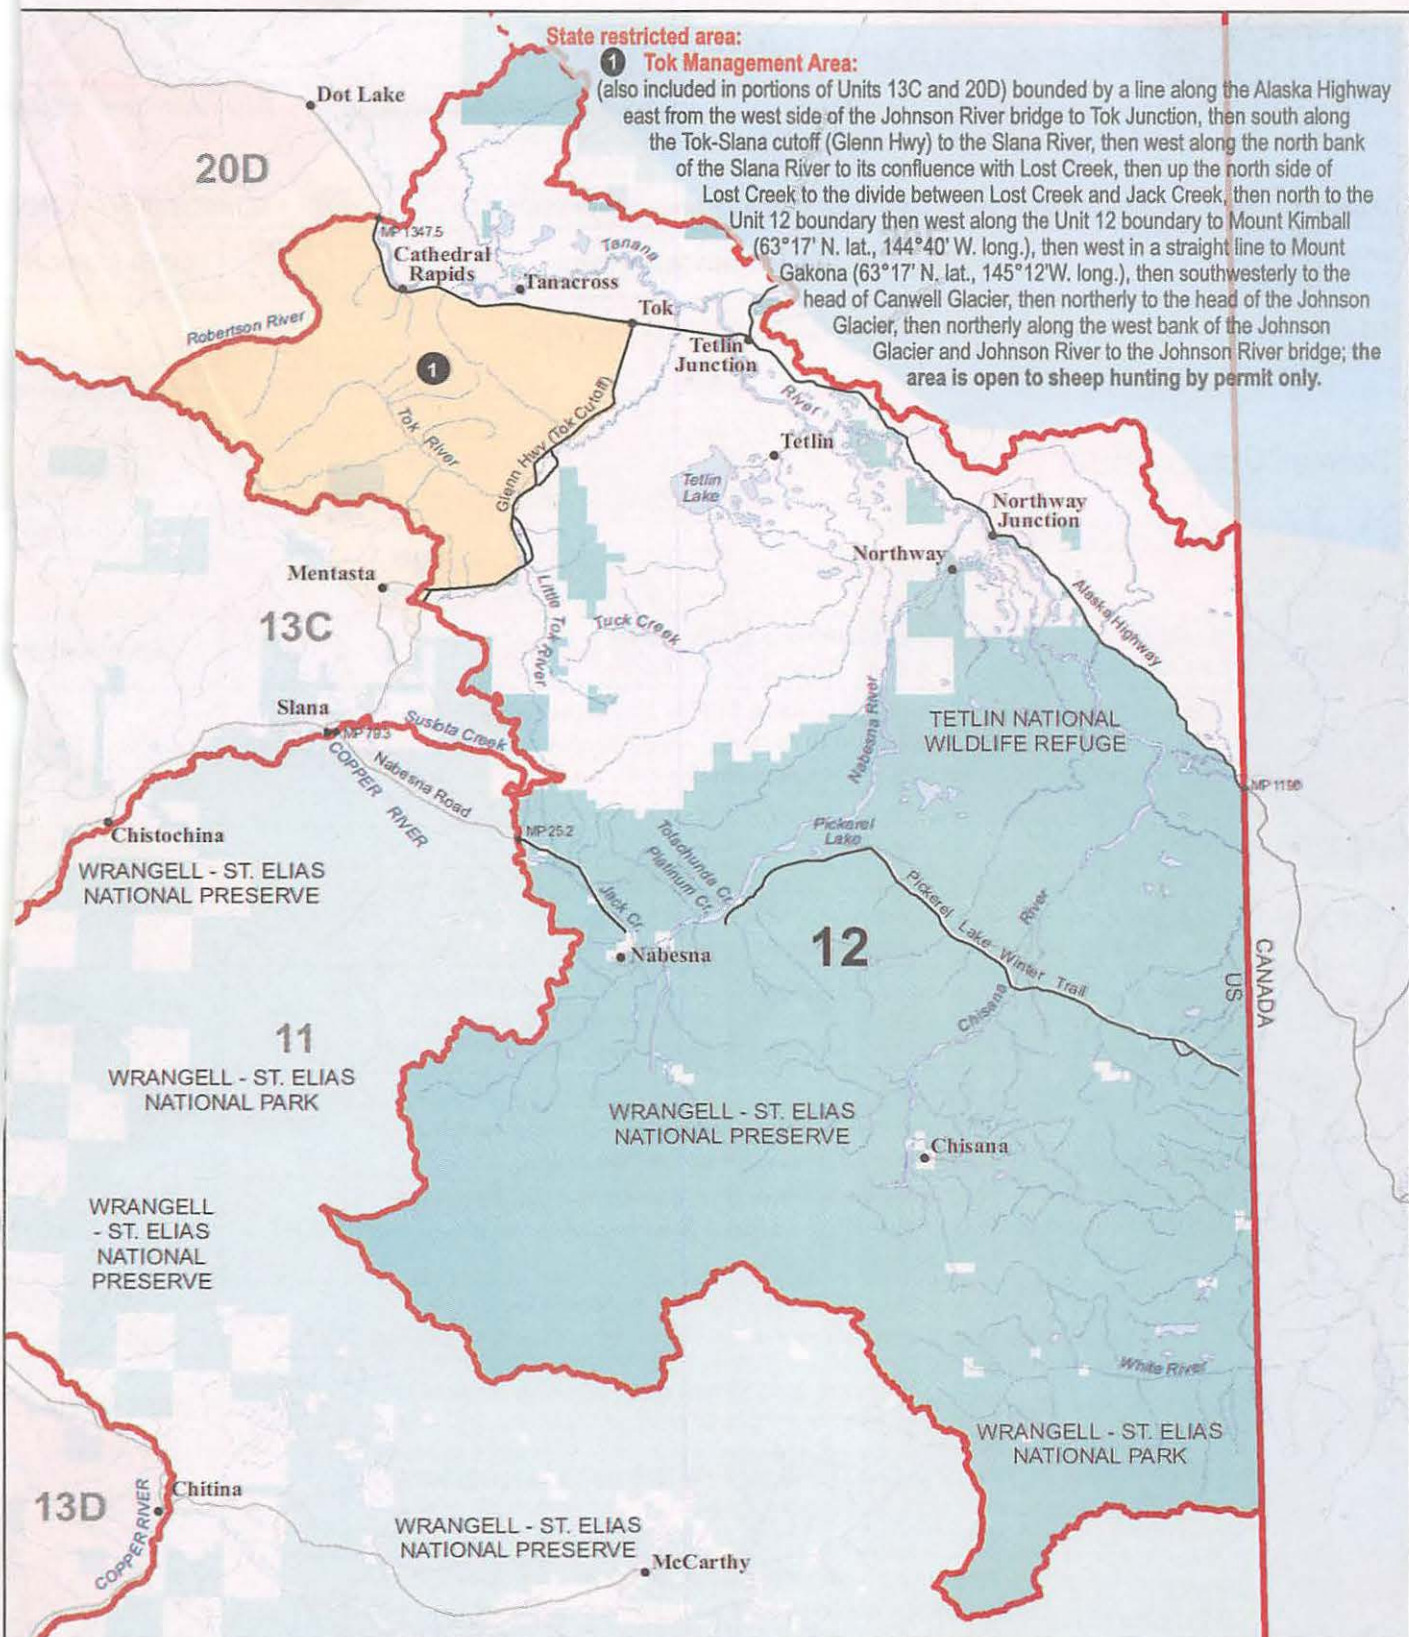 State restricted area:
1 Tok Management Area:
(also included in portions of Units 13C and 20D) bounded by a line along the Alaska Highway
east from the west side of the Johnson River bridge to Tok Junction, then south along
the Tok-Slana cutoff (Glenn Hwy) to the Slana River, then west along the north bank
of the Slana River to its confluence with Lost Creek, then up the north side of
Lost Creek to the divide between Lost Creek and Jack Creek, then north to the
Unit 12 boundary then west along the Unit 12 boundary to Mount Kimball
(63°17' N. lat., 144°40' W. long.), then west in a straight line to Mount
Gakona (63°17' N. lat., 145°12'W. long.), then southwesterly to the
head of Canwell Glacier, then northerly to the head of the Johnson
Glacier, then northerly along the west bank of the Johnson
Glacier and Johnson River to the Johnson River bridge; the
area is open to sheep hunting by permit only.
Dot Lake
20D
MP 1347.5
Cathedral
Rapids
Tanana
Tanacross
Robertson River
Tok
Tetlin
Junction
1
River
Tok River
Glenn Hwy (Tok Cutoff)
Tetlin
Tetlin
Lake
Northway
Junction
Northway
Mentasta
13C
Little Tok River
Tuck Creek
Alaska Highway
Nabesna River
Slana
MP 79.3
Suslota Creek
TETLIN NATIONAL
WILDLIFE REFUGE
COPPER RIVER
Nabesna Road
Chistochina
MP 25.2
Totschunda Cr.
Platinum Cr.
Pickerel
Lake
WRANGELL - ST. ELIAS
NATIONAL PRESERVE
Jack Cr.
Pickerel Lake Winter Trail
River
12
Nabesna
Chisana
US
CANADA
11
WRANGELL - ST. ELIAS
NATIONAL PARK
WRANGELL - ST. ELIAS
NATIONAL PRESERVE
Chisana
WRANGELL
- ST. ELIAS
NATIONAL
PRESERVE
White River
WRANGELL - ST. ELIAS
NATIONAL PARK
13D
Chitina
COPPER RIVER
WRANGELL - ST. ELIAS
NATIONAL PRESERVE
McCarthy